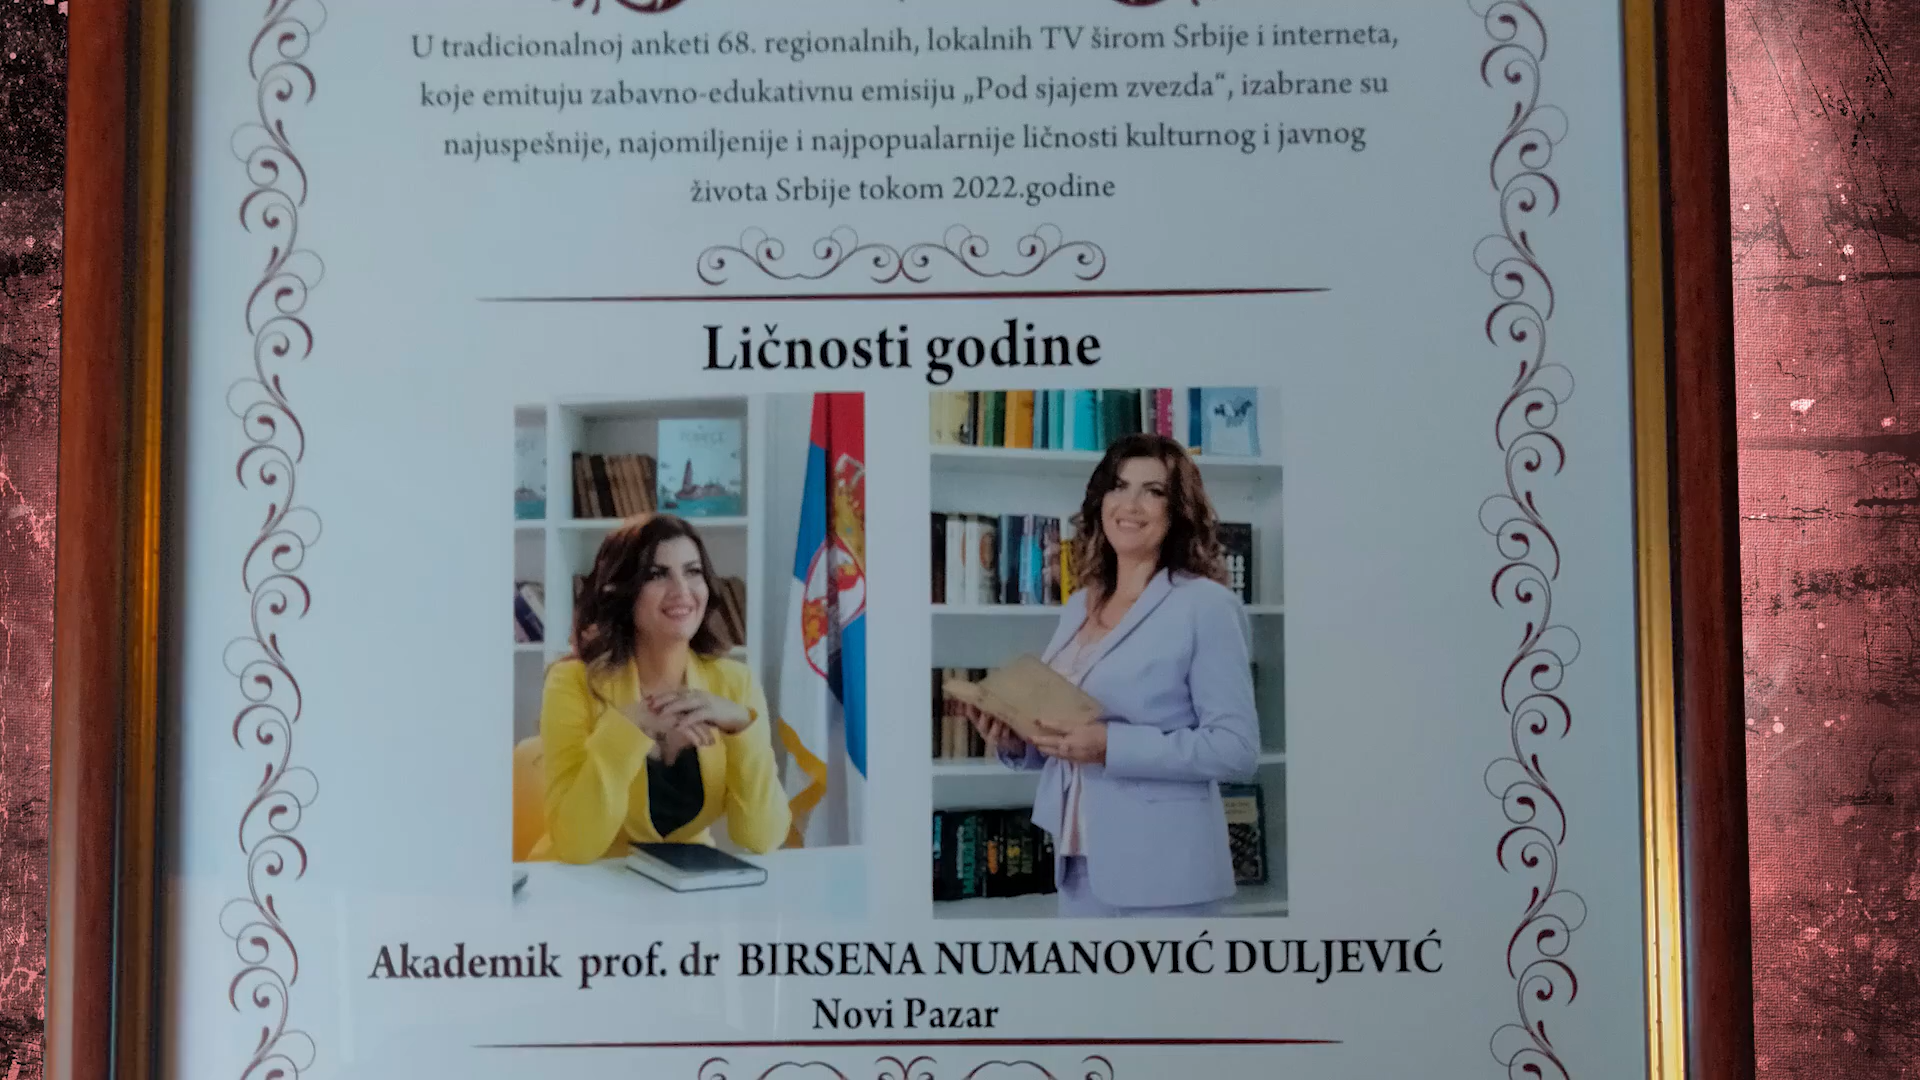 U tradicionalnoj anketi 68. regionalnih, lokalnih TV širom Srbije i interneta,
koje emituju zabavno-edukativnu emisiju „Pod sjajem zvezda“, izabrane su
najuspešnije, najomiljenije i najpopualarnije ličnosti kulturnog i javnog
života Srbije tokom 2022.godine
Ličnosti godine
Akademik prof. dr BIRSENA NUMANOVIĆ DULJEVIĆ
Novi Pazar